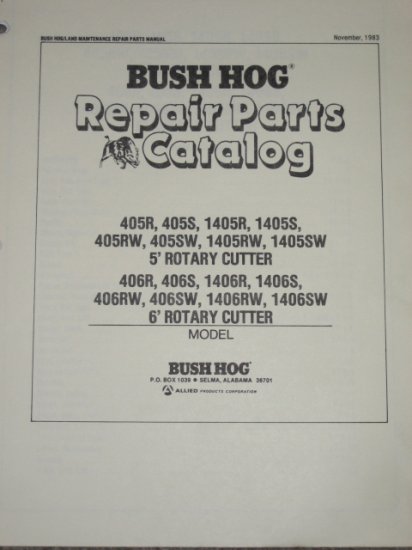 BUSH HOG/LAND MAINTENANCE REPAIR PARTS MANUAL
November, 1983
BUSH HOG®
Repair Parts
Catalog
405R, 405S, 1405R, 1405S,
405RW, 405SW, 1405RW, 1405SW
5' ROTARY CUTTER
406R, 406S, 1406R, 1406S,
406RW, 406SW, 1406RW, 1406SW
6' ROTARY CUTTER
MODEL
BUSH HOG®
P.O. BOX 1039 • SELMA, ALABAMA 36701
ALLIED PRODUCTS CORPORATION